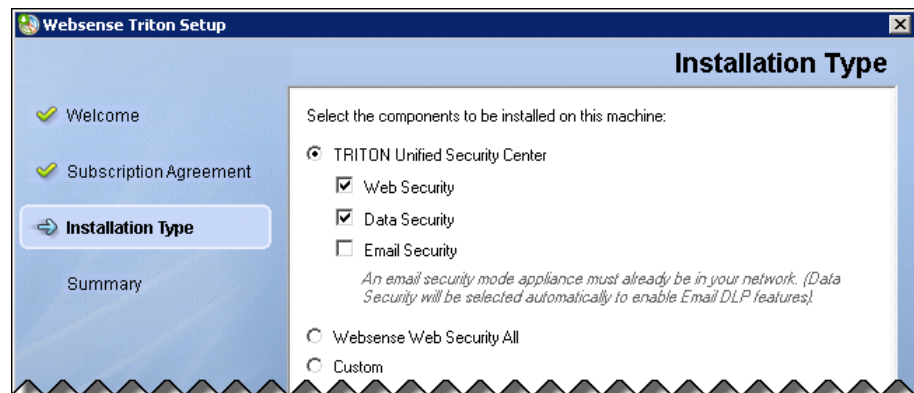 Websense Triton Setup
Installation Type
Welcome
Subscription Agreement
Installation Type
Summary
Select the components to be installed on this machine:
TRITON Unified Security Center
Web Security
Data Security
Email Security
An email security mode appliance must already be in your network. (Data
Security will be selected automatically to enable Email DLP features).
Websense Web Security All
Custom